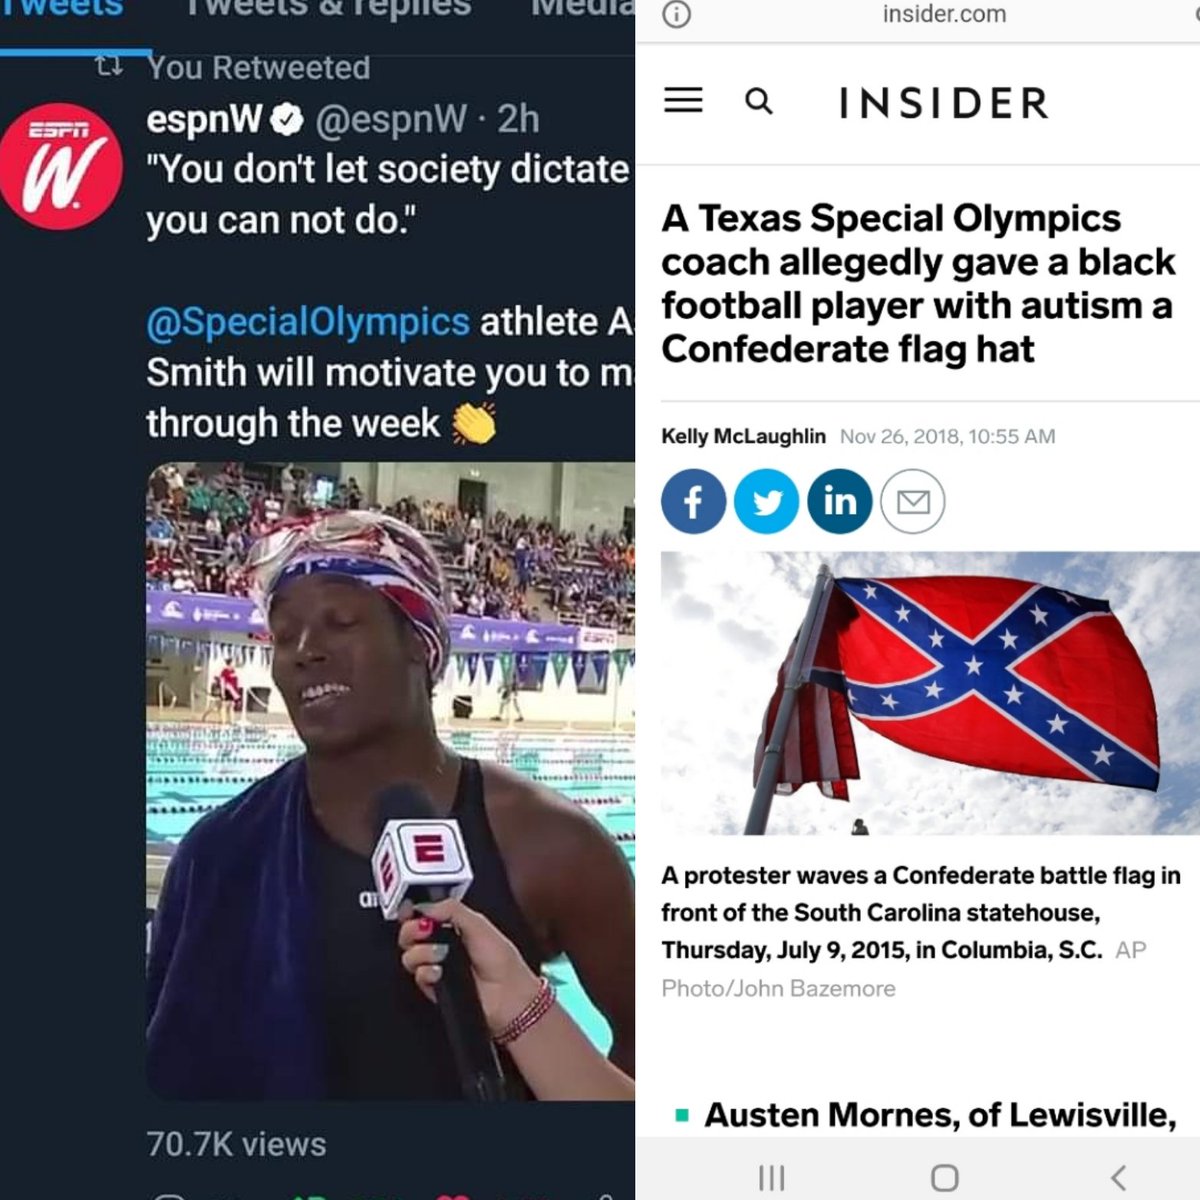 Tweets Tweets & replies Media
You Retweeted
ESPN
W.
espnW @espnW · 2h
"You don't let society dictate
you can not do."
@SpecialOlympics athlete
Smith will motivate you to
through the week
E
70.7K views
insider.com
INSIDER
A Texas Special Olympics
coach allegedly gave a black
football player with autism a
Confederate flag hat
Kelly McLaughlin Nov 26, 2018, 10:55 AM
f in
A protester waves a Confederate battle flag in
front of the South Carolina statehouse,
Thursday, July 9, 2015, in Columbia, S.C. AP
Photo/John Bazemore
Austen Mornes, of Lewisville,